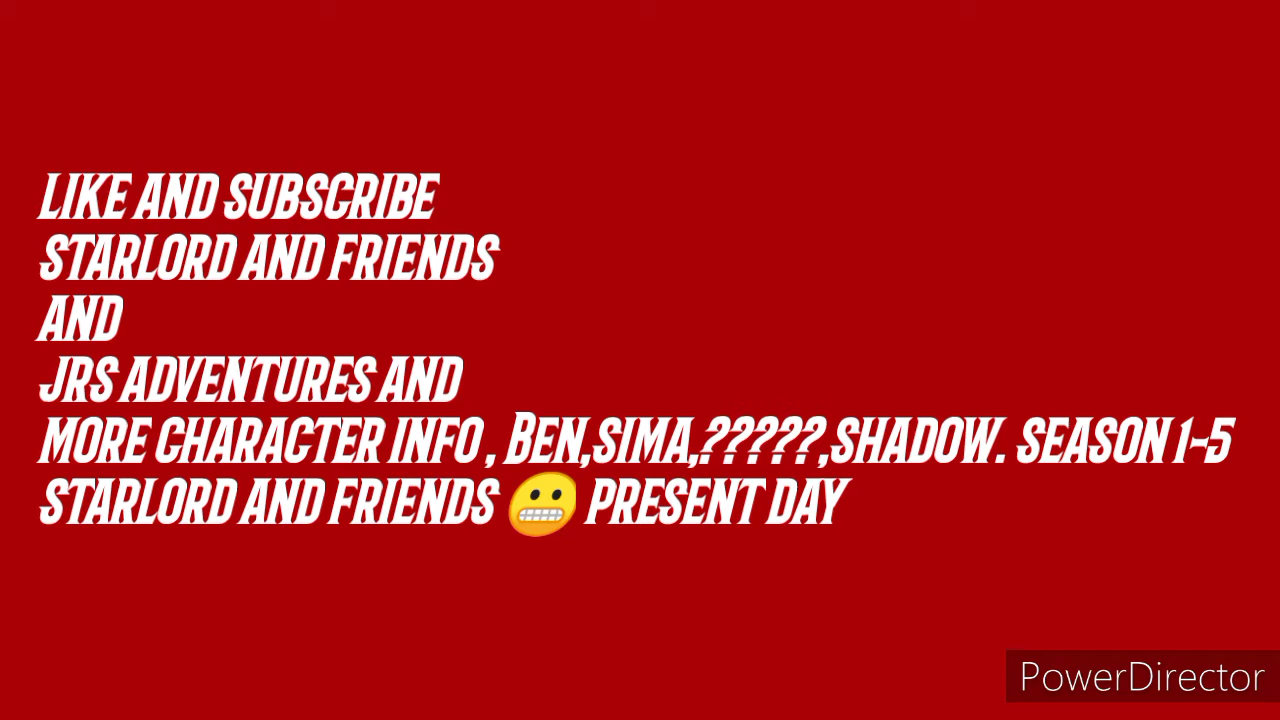 LIKE AND SUBSCRIBE
STARLORD AND FRIENDS
AND
JRS ADVENTURES AND
MORE CHARACTER INFO , BEN,SIMA,?????,SHADOW. SEASON 1-5
STARLORD AND FRIENDS 😬 PRESENT DAY
PowerDirector